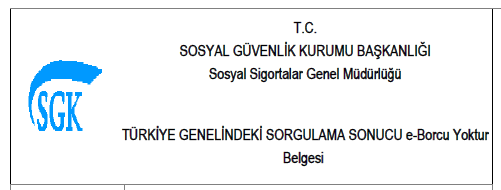 T.C.
SOSYAL GÜVENLİK KURUMU BAŞKANLIĞI
Sosyal Sigortalar Genel Müdürlüğü
SGK
TÜRKİYE GENELİNDEKİ SORGULAMA SONUCU e-Borcu Yoktur
Belgesi